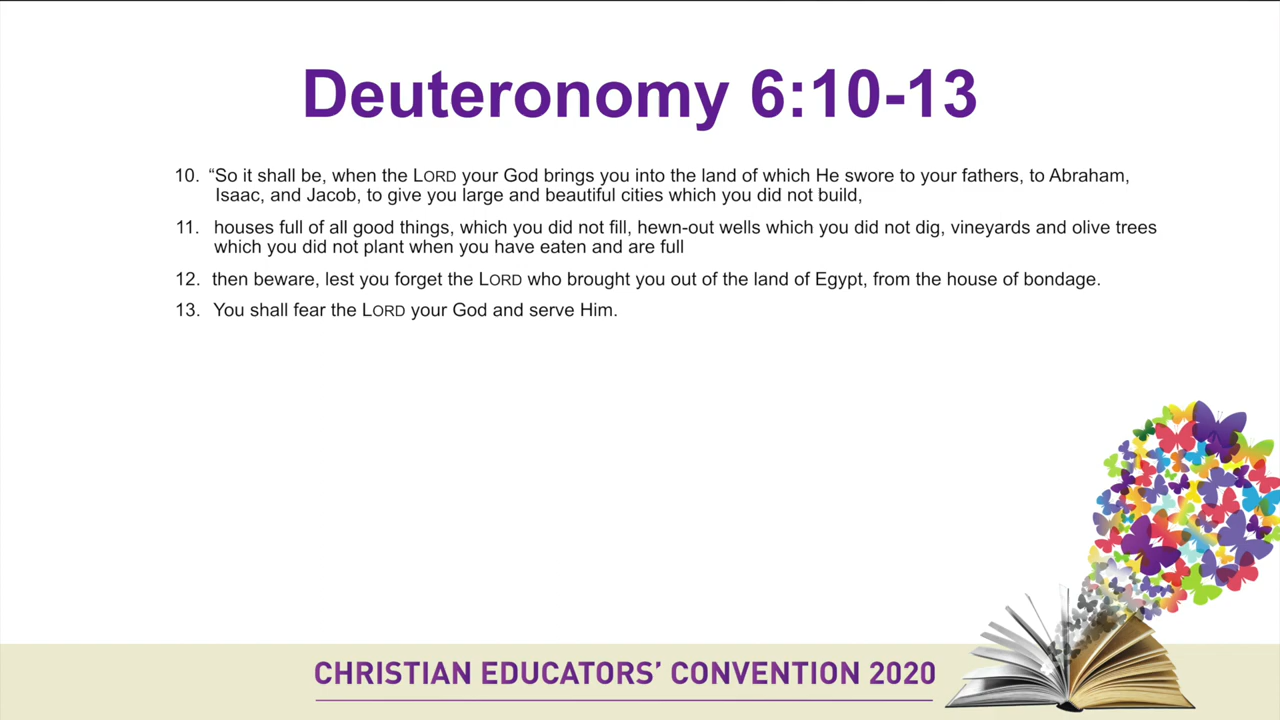 Deuteronomy 6:10-13
10. “So it shall be, when the LORD your God brings you into the land of which He swore to your fathers, to Abraham,
Isaac, and Jacob, to give you large and beautiful cities which you did not build,
11. houses full of all good things, which you did not fill, hewn-out wells which you did not dig, vineyards and olive trees
which you did not plant when you have eaten and are full
12. then beware, lest you forget the LORD who brought you out of the land of Egypt, from the house of bondage.
13. You shall fear the LORD your God and serve Him.
CHRISTIAN EDUCATORS’ CONVENTION 2020